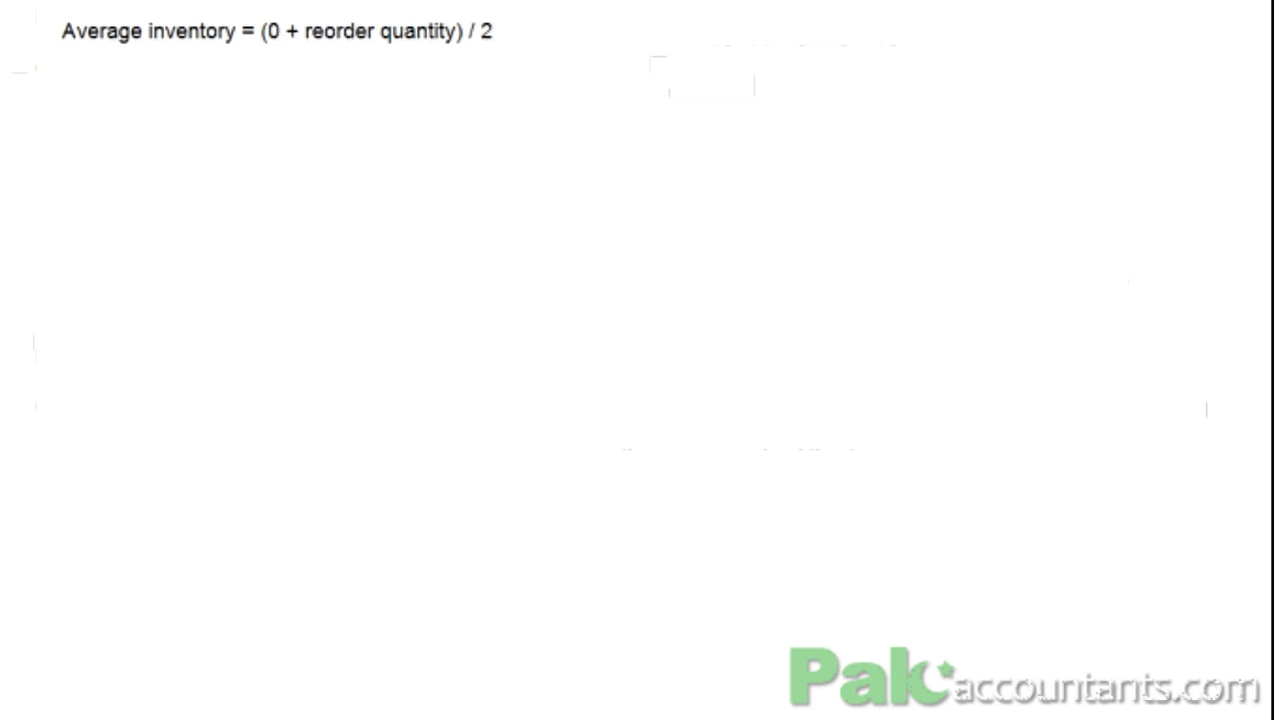 Average inventory = (0 + reorder quantity) / 2
Pakaccountants.com